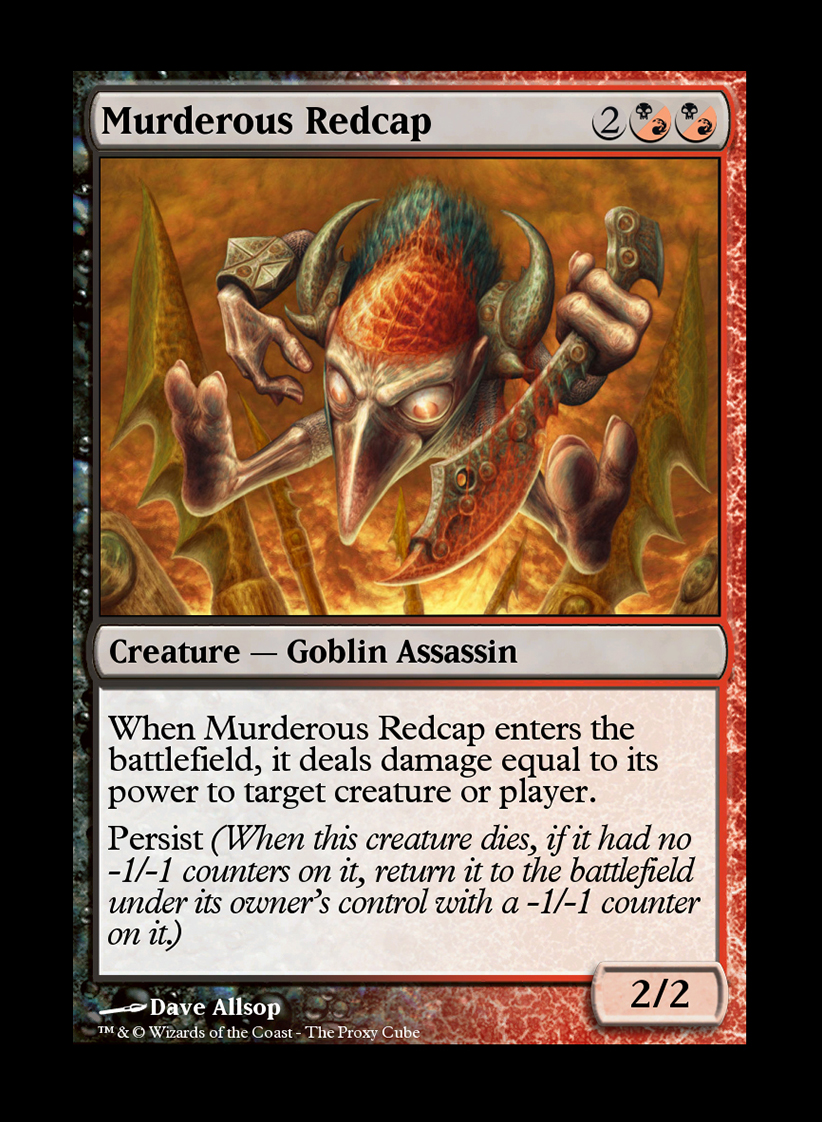 Murderous Redcap 2
Creature — Goblin Assassin
When Murderous Redcap enters the
battlefield, it deals damage equal to its
power to target creature or player.
Persist (When this creature dies, if it had no
-1/-1 counters on it, return it to the battlefield
under its owner's control with a -1/-1 counter
on it.)
2/2
Dave Allsop
™ & © Wizards of the Coast - The Proxy Cube